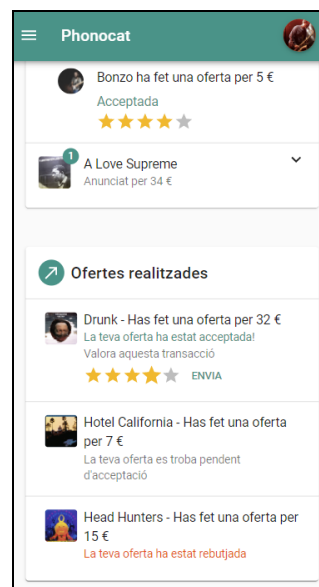 Phonocat
Bonzo ha fet una oferta per 5 €
Acceptada
1
A Love Supreme
Anunciat per 34 €
Ofertes realitzades
Drunk - Has fet una oferta per 32 €
La teva oferta ha estat acceptada!
Valora aquesta transacció
ENVIA
Hotel California - Has fet una oferta
per 7 €
La teva oferta es troba pendent
d'acceptació
Head Hunters - Has fet una oferta per
15 €
La teva oferta ha estat rebutjada